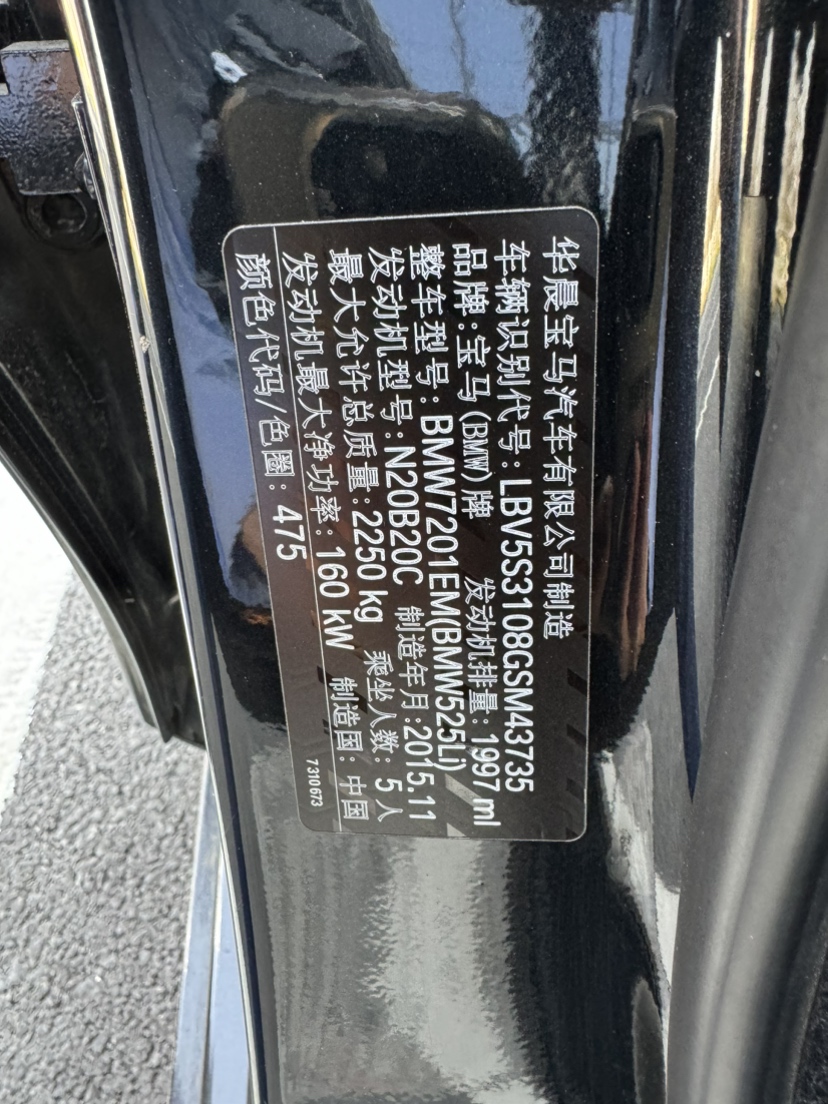 华晨宝马汽车有限公司制造
车辆识别代号:LBV5S3108GSM43735
品牌:宝马(BMW)牌 发动机排量:1997 ml
整车型号:BMW7201EM(BMW525Li)
发动机型号:N20B20C 制造年月:2015.11
最大允许总质量:2250 kg 乘坐人数:5人
发动机最大净功率:160 kW 制造国:中国
颜色代码/色圈:475 7 310 673